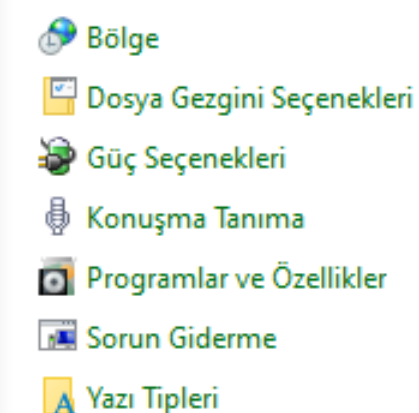 Bölge
Dosya Gezgini Seçenekleri
Güç Seçenekleri
Konuşma Tanıma
Programlar ve Özellikler
Sorun Giderme
Yazı Tipleri